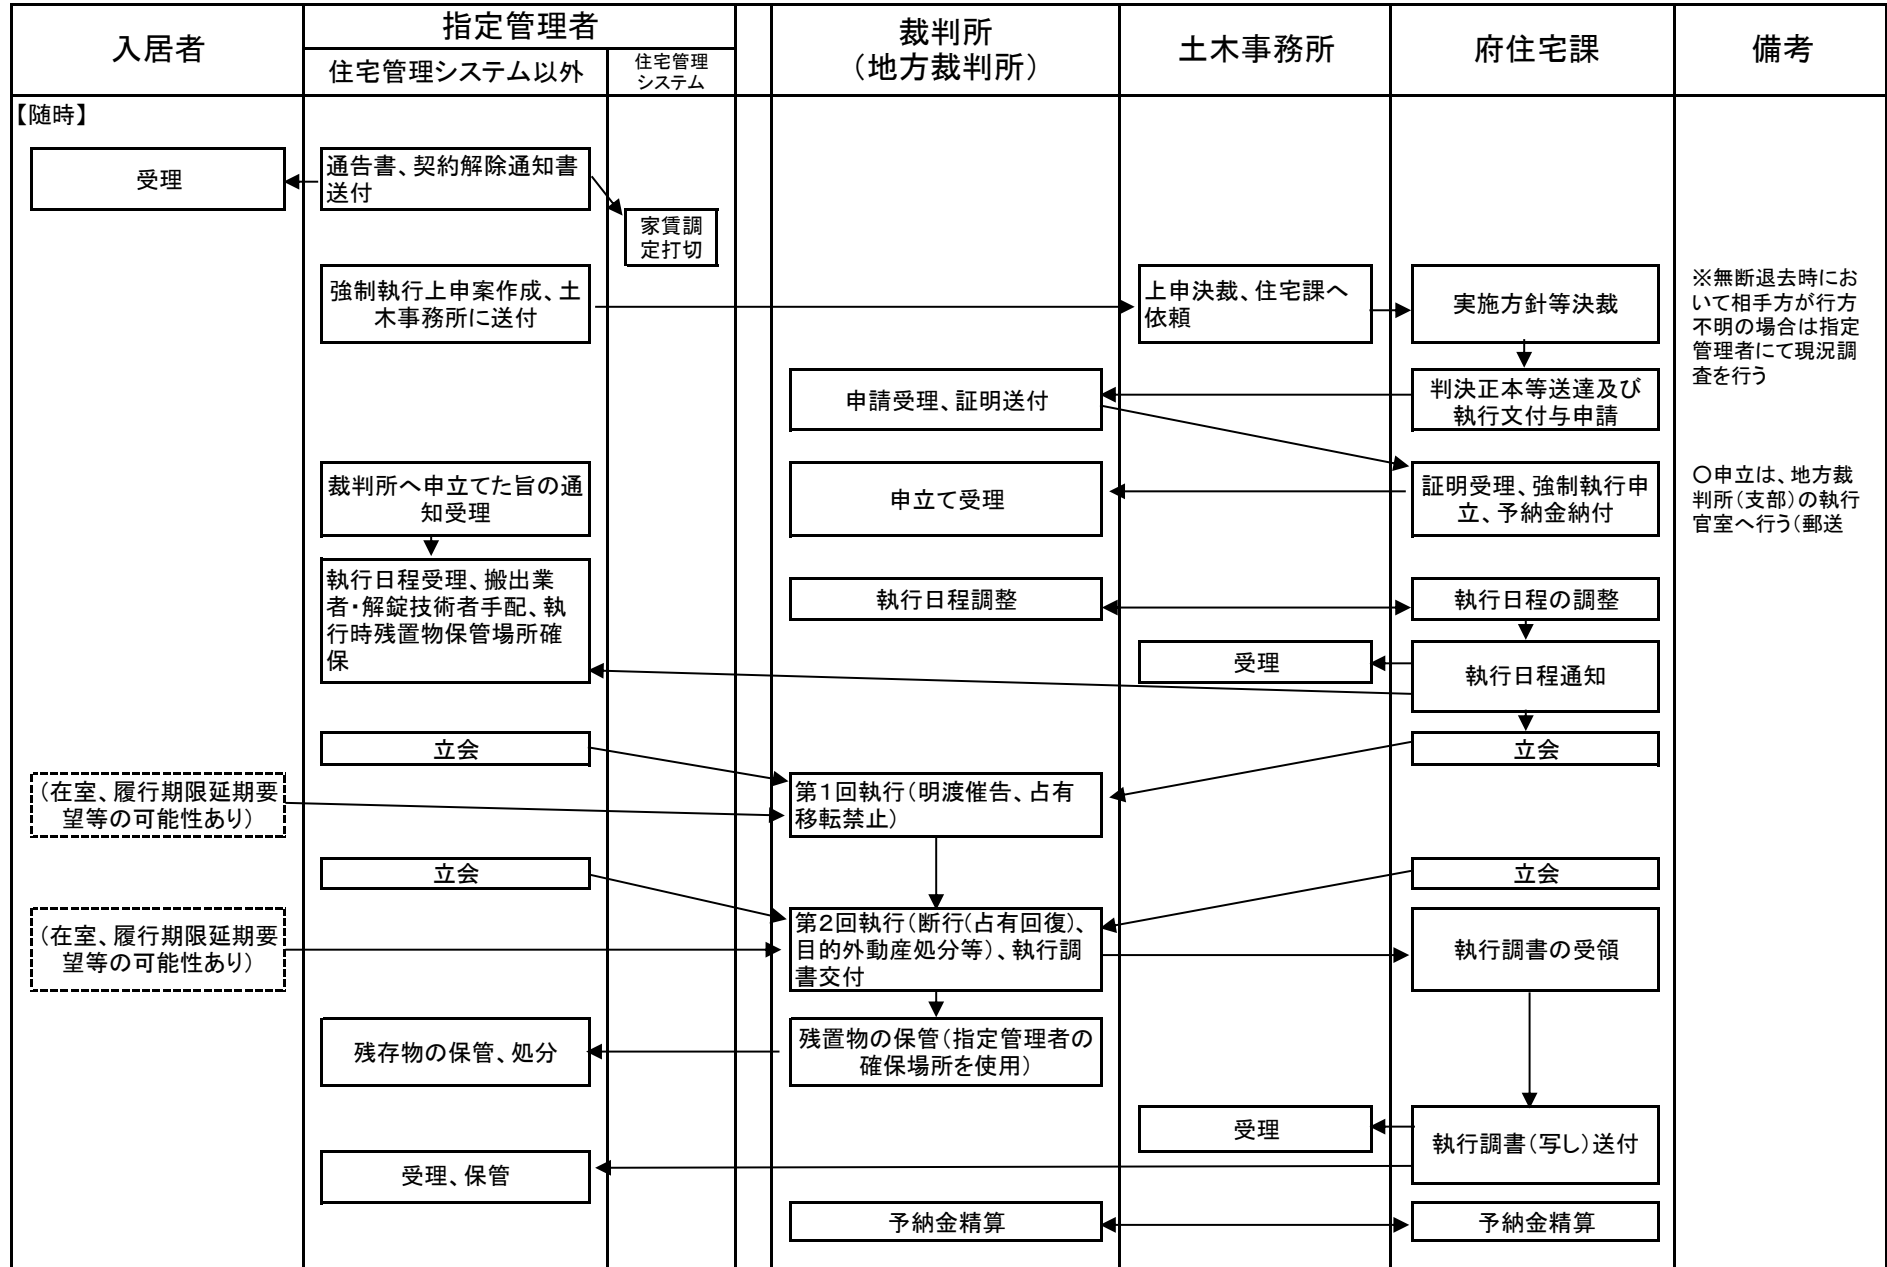 入居者
指定管理者
住宅管理システム以外
住宅管理
システム
裁判所
（地方裁判所）
土木事務所
府住宅課
備考
【随時】
受理
通告書、契約解除通知書
送付
家賃調
定打切
強制執行上申案作成、土
木事務所に送付
上申決裁、住宅課へ
依頼
実施方針等決裁
※無断退去時にお
いて相手方が行方
不明の場合は指定
管理者にて現況調
査を行う
申請受理、証明送付
判決正本等送達及び
執行文付与申請
裁判所へ申立てた旨の通
知受理
申立て受理
証明受理、強制執行申
立、予納金納付
〇申立は、地方裁
判所（支部）の執行
官室へ行う（郵送
執行日程受理、搬出業
者・解錠技術者手配、執
行時残置物保管場所確
保
執行日程調整
執行日程の調整
受理
執行日程通知
立会
立会
（在室、履行期限延期要
望等の可能性あり）
第１回執行（明渡催告、占有
移転禁止）
立会
立会
（在室、履行期限延期要
望等の可能性あり）
第２回執行（断行(占有回復)、
目的外動産処分等）、執行調
書交付
執行調書の受領
残存物の保管、処分
残置物の保管（指定管理者の
確保場所を使用）
受理
執行調書（写し）送付
受理、保管
予納金精算
予納金精算